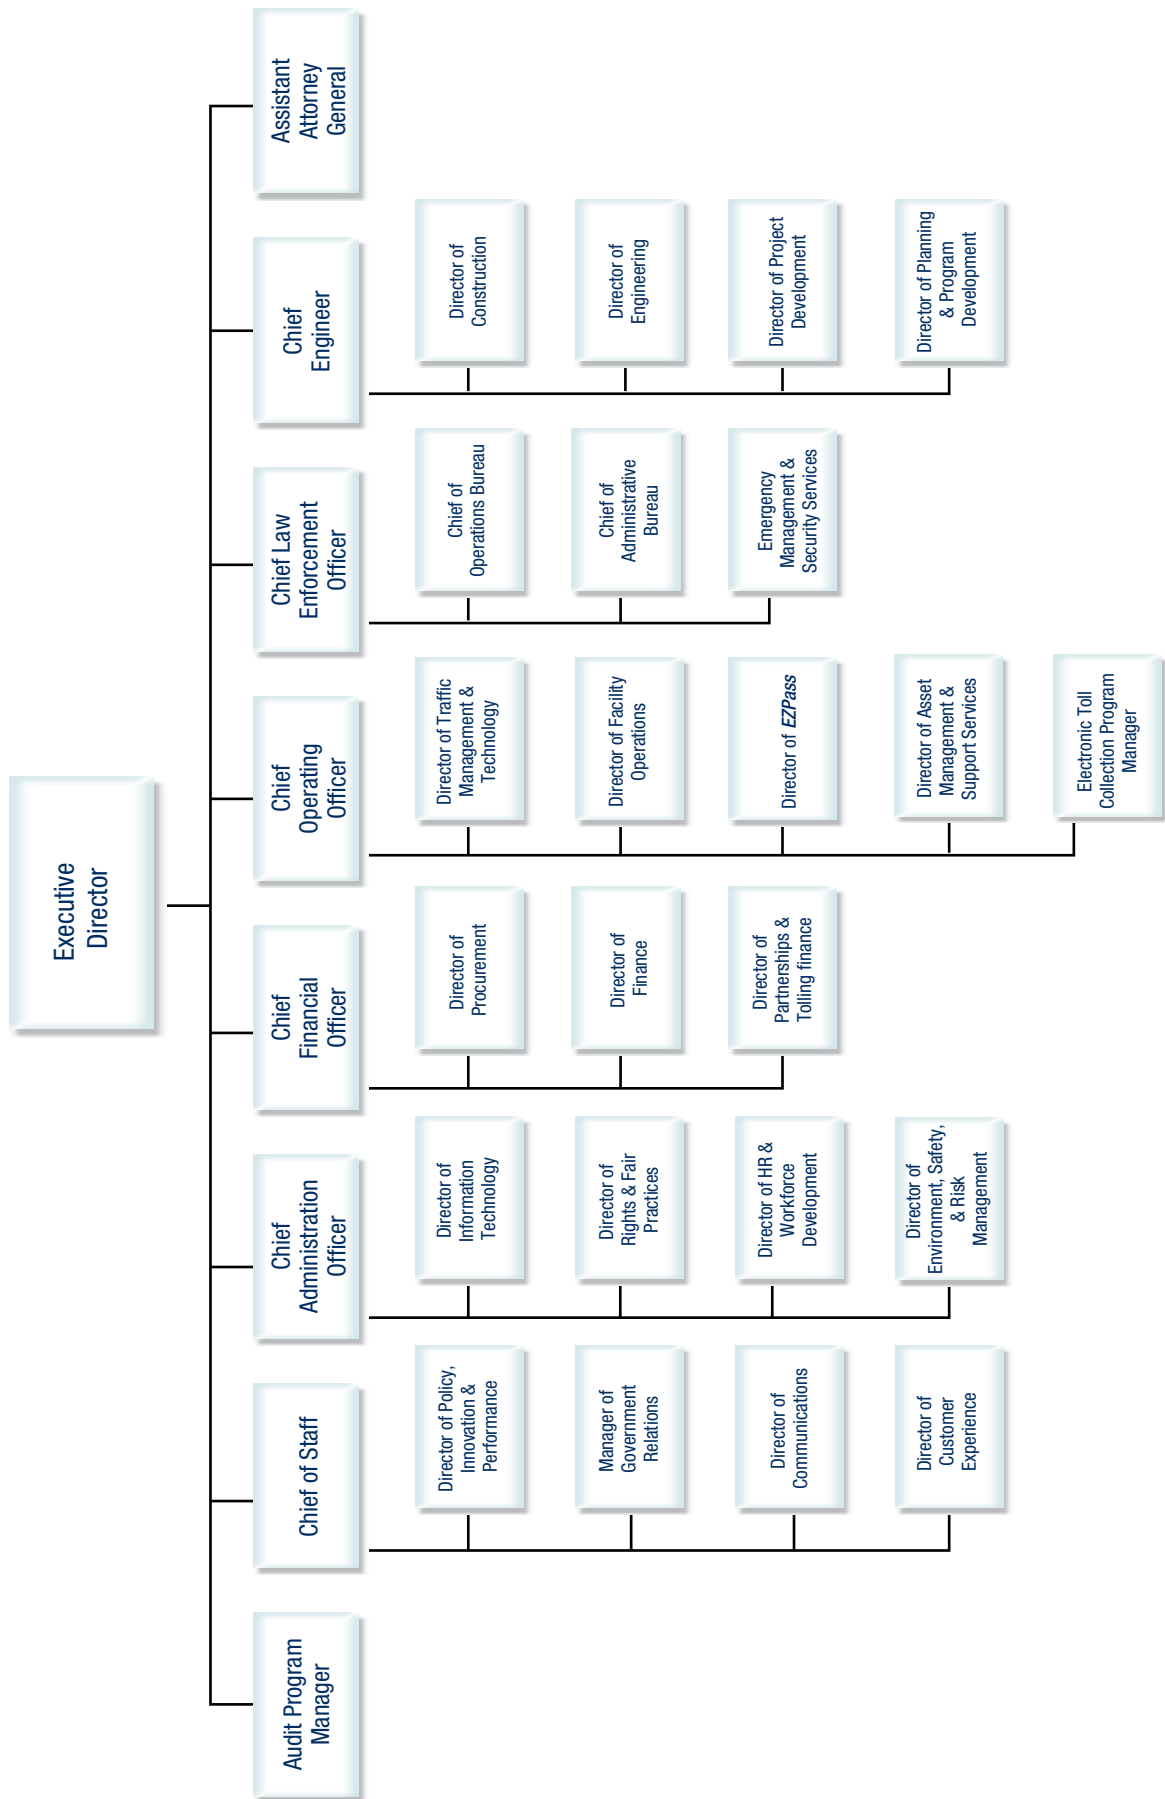 Executive
Director
Audit Program
Manager
Chief of Staff
Chief
Administration
Officer
Chief
Financial
Officer
Chief
Operating
Officer
Chief Law
Enforcement
Officer
Chief
Engineer
Assistant
Attorney
General
Director of Policy,
Innovation &
Performance
Manager of
Government
Relations
Director of
Communications
Director of
Customer
Experience
Director of
Information
Technology
Director of
Rights & Fair
Practices
Director of HR &
Workforce
Development
Director of
Environment, Safety,
& Risk
Management
Director of
Procurement
Director of
Finance
Director of
Partnerships &
Tolling finance
Director of Traffic
Management &
Technology
Director of Facility
Operations
Director of EZPass
Director of Asset
Management &
Support Services
Electronic Toll
Collection Program
Manager
Chief of
Operations Bureau
Chief of
Administrative
Bureau
Emergency
Management &
Security Services
Director of
Construction
Director of
Engineering
Director of Project
Development
Director of Planning
& Program
Development